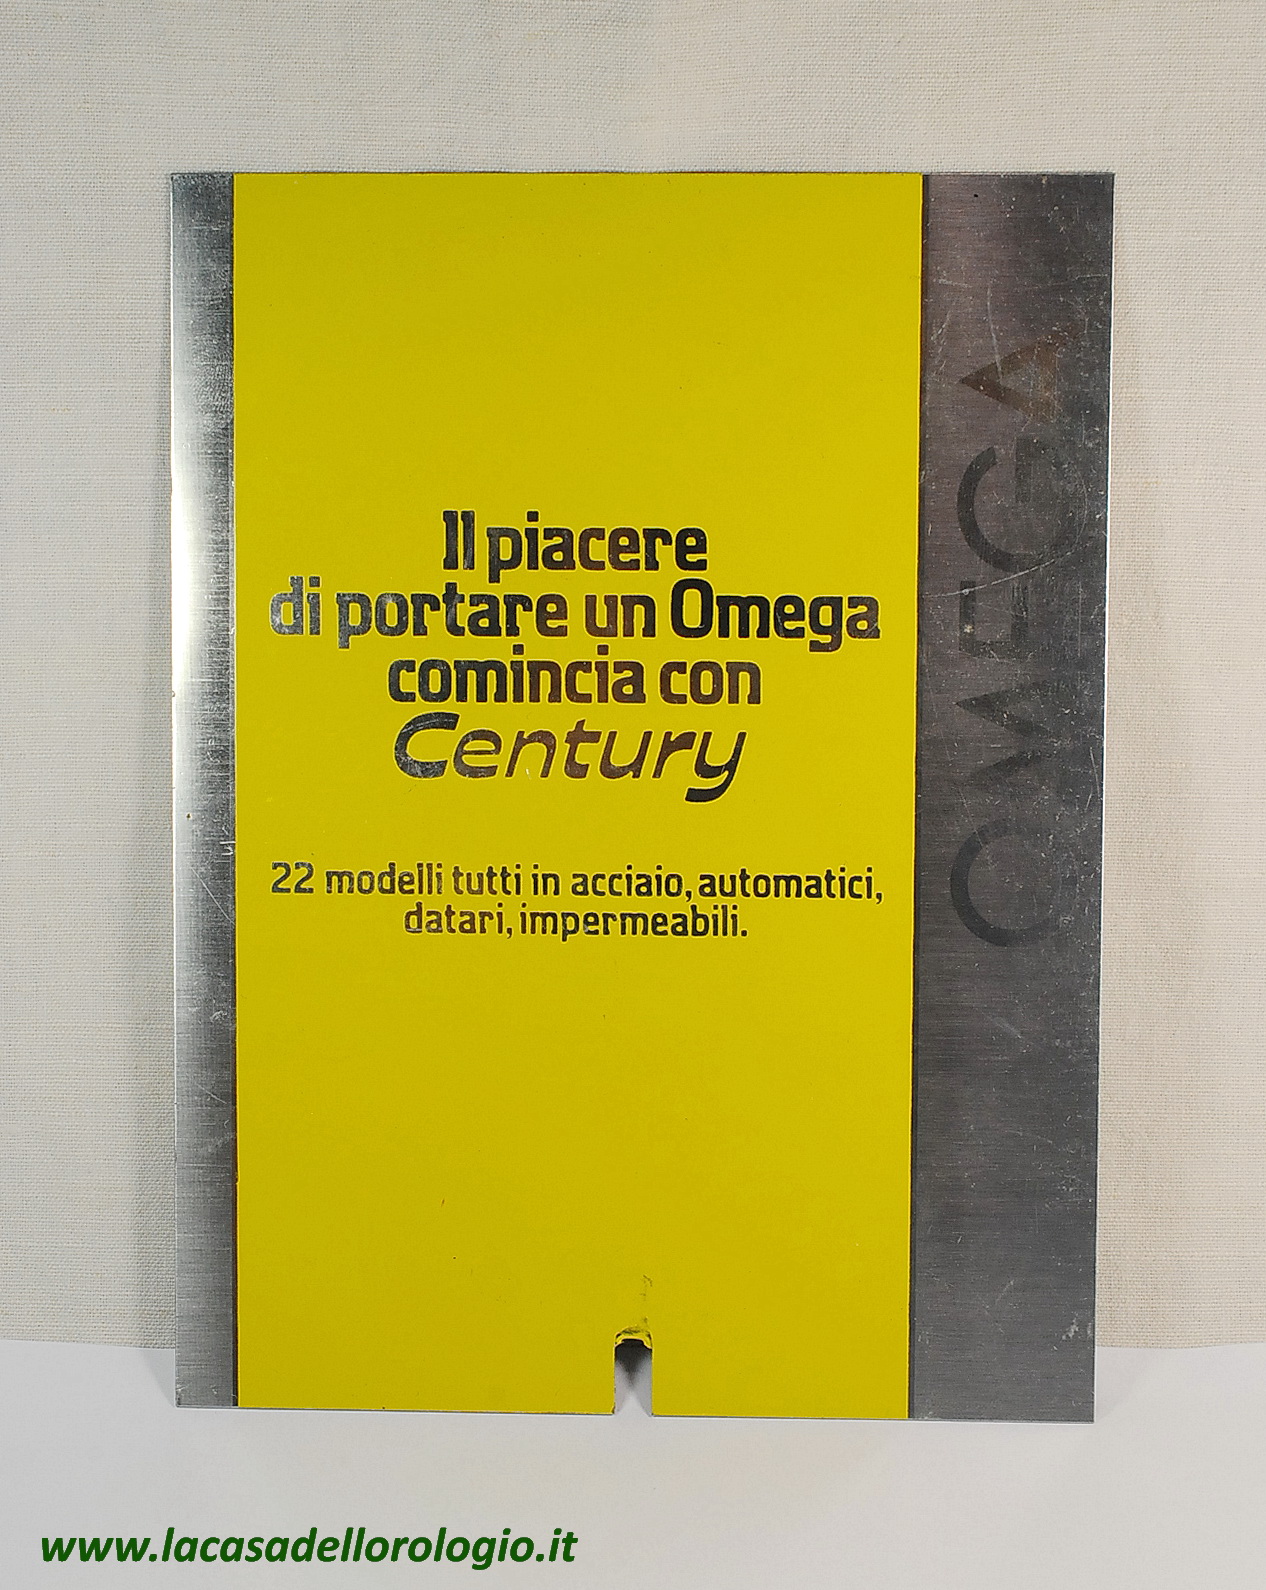 Il piacere
di portare un Omega
comincia con
Century
22 modelli tutti in acciaio, automatici,
datari, impermeabili.
OMEGA
www.lacasadellorologio.it